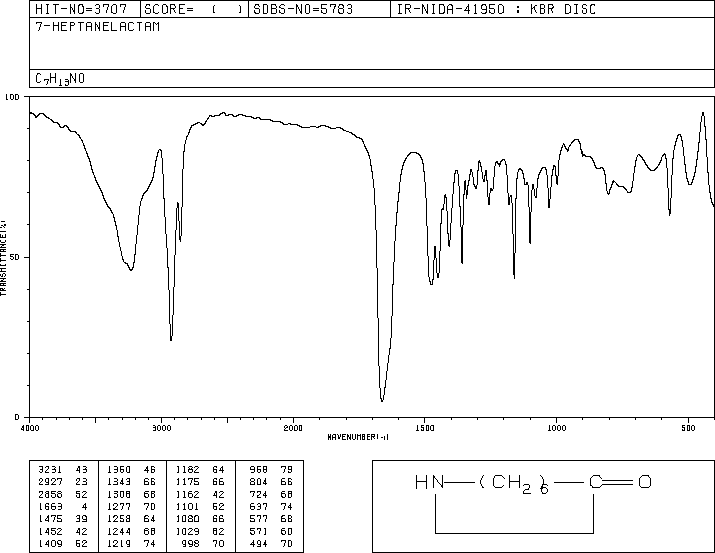 HIT-NO=3707 SCORE= ( ) SDBS-NO=5783 IR-NIDA-41950 : KBR DISC
7-HEPTANELACTAM
C7H13NO
100
50
0
TRANSMITTANCE(%)
4000 3000 2000 1500 1000 500
WAVENUMBER(-1)
3231 43 1360 46 1182 64 968 79
2927 23 1343 66 1175 66 804 66
2858 52 1308 68 1162 42 724 68
1663 4 1277 70 1101 52 637 74
1475 39 1258 64 1080 66 577 68
1452 42 1244 68 1029 62 571 60
1409 52 1219 74 998 70 494 70
HN—(CH2)6—C=O